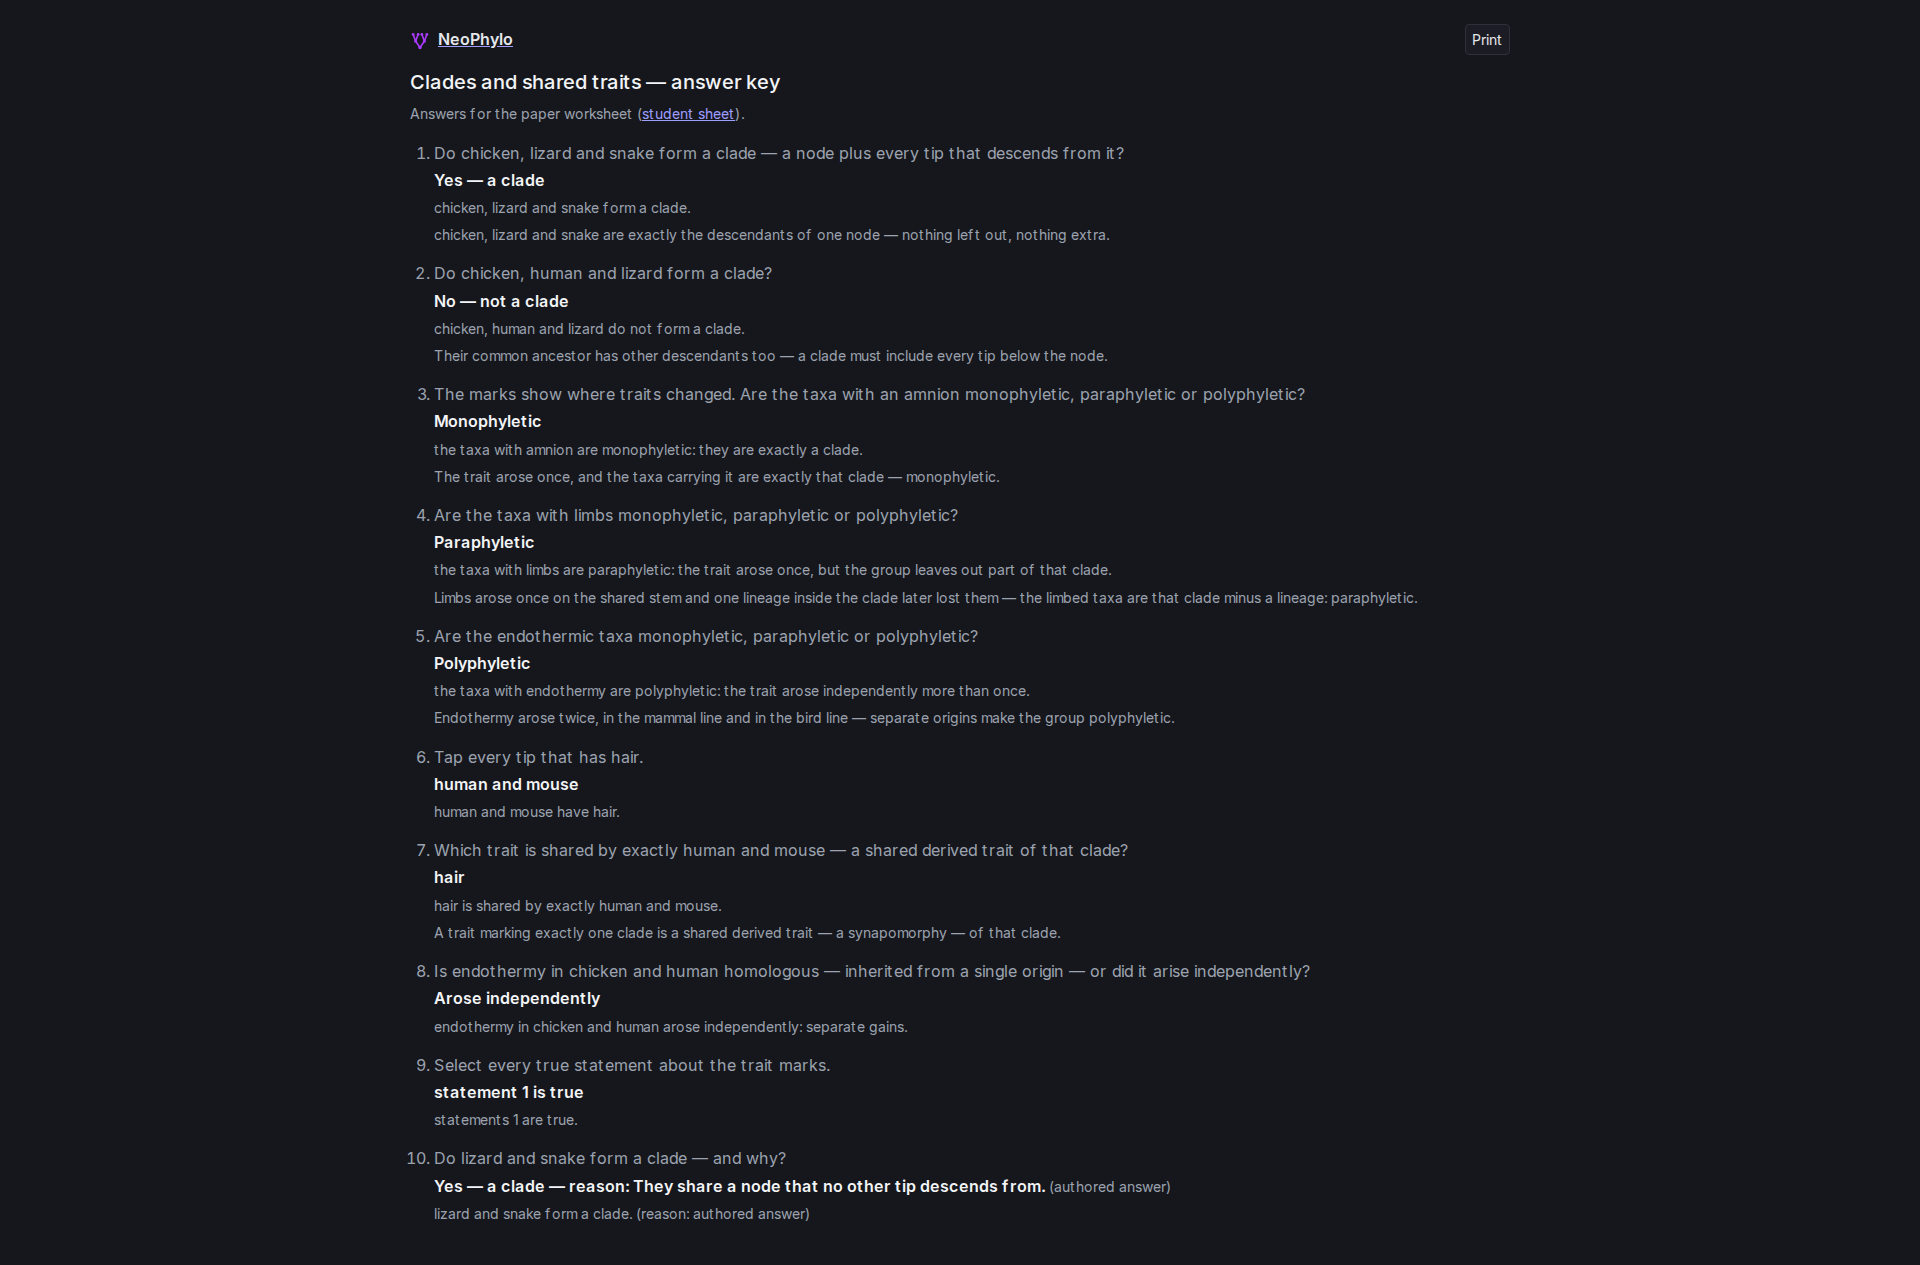 NeoPhylo
Print
Clades and shared traits — answer key
Answers for the paper worksheet (student sheet).
1. Do chicken, lizard and snake form a clade — a node plus every tip that descends from it?
Yes — a clade
chicken, lizard and snake form a clade.
chicken, lizard and snake are exactly the descendants of one node — nothing left out, nothing extra.
2. Do chicken, human and lizard form a clade?
No — not a clade
chicken, human and lizard do not form a clade.
Their common ancestor has other descendants too — a clade must include every tip below the node.
3. The marks show where traits changed. Are the taxa with an amnion monophyletic, paraphyletic or polyphyletic?
Monophyletic
the taxa with amnion are monophyletic: they are exactly a clade.
The trait arose once, and the taxa carrying it are exactly that clade — monophyletic.
4. Are the taxa with limbs monophyletic, paraphyletic or polyphyletic?
Paraphyletic
the taxa with limbs are paraphyletic: the trait arose once, but the group leaves out part of that clade.
Limbs arose once on the shared stem and one lineage inside the clade later lost them — the limbed taxa are that clade minus a lineage: paraphyletic.
5. Are the endothermic taxa monophyletic, paraphyletic or polyphyletic?
Polyphyletic
the taxa with endothermy are polyphyletic: the trait arose independently more than once.
Endothermy arose twice, in the mammal line and in the bird line — separate origins make the group polyphyletic.
6. Tap every tip that has hair.
human and mouse
human and mouse have hair.
7. Which trait is shared by exactly human and mouse — a shared derived trait of that clade?
hair
hair is shared by exactly human and mouse.
A trait marking exactly one clade is a shared derived trait — a synapomorphy — of that clade.
8. Is endothermy in chicken and human homologous — inherited from a single origin — or did it arise independently?
Arose independently
endothermy in chicken and human arose independently: separate gains.
9. Select every true statement about the trait marks.
statement 1 is true
statements 1 are true.
10. Do lizard and snake form a clade — and why?
Yes — a clade — reason: They share a node that no other tip descends from. (authored answer)
lizard and snake form a clade. (reason: authored answer)